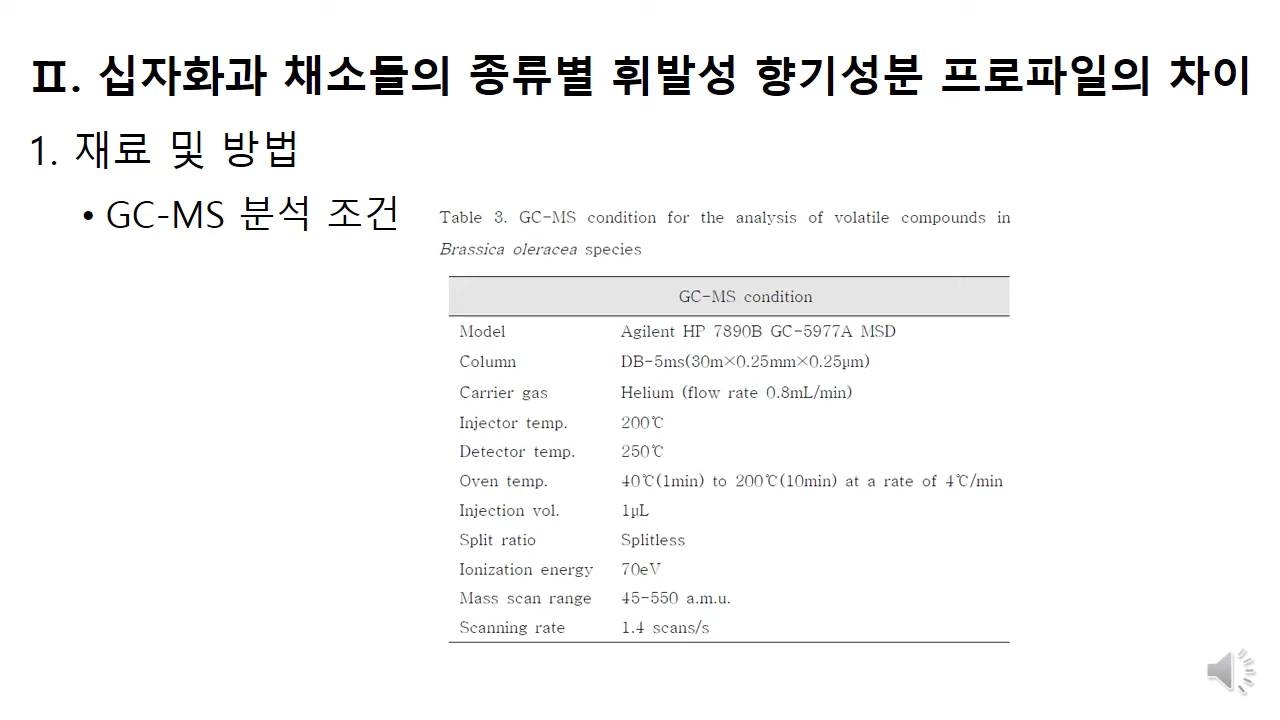 Ⅱ. 십자화과 채소들의 종류별 휘발성 향기성분 프로파일의 차이
1. 재료 및 방법
• GC-MS 분석 조건
Table 3. GC-MS condition for the analysis of volatile compounds in
Brassica oleracea species
GC-MS condition
Model Agilent HP 7890B GC-5977A MSD
Column DB-5ms(30m×0.25mm×0.25μm)
Carrier gas Helium (flow rate 0.8mL/min)
Injector temp. 200℃
Detector temp. 250℃
Oven temp. 40℃(1min) to 200℃(10min) at a rate of 4℃/min
Injection vol. 1μL
Split ratio Splitless
Ionization energy 70eV
Mass scan range 45-550 a.m.u.
Scanning rate 1.4 scans/s